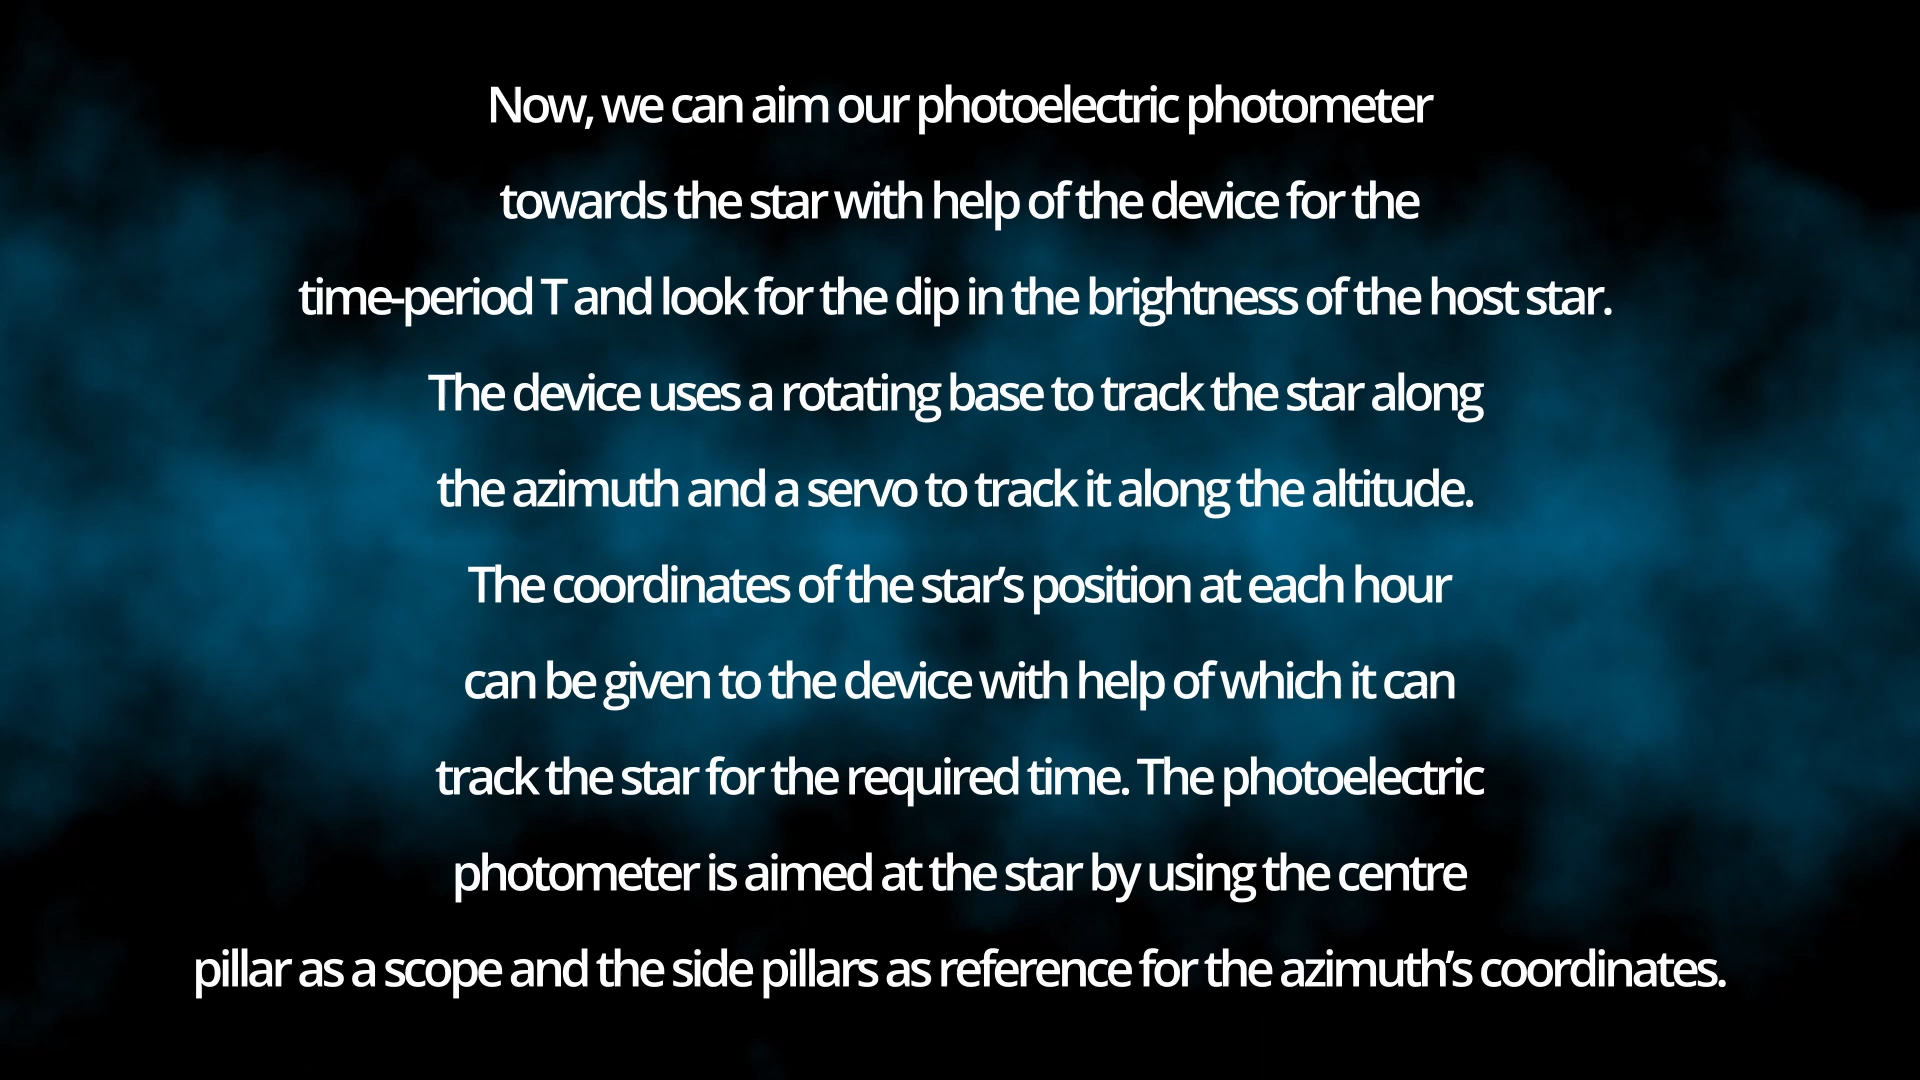 Now, we can aim our photoelectric photometer
towards the star with help of the device for the
time-period T and look for the dip in the brightness of the host star.
The device uses a rotating base to track the star along
the azimuth and a servo to track it along the altitude.
The coordinates of the star’s position at each hour
can be given to the device with help of which it can
track the star for the required time. The photoelectric
photometer is aimed at the star by using the centre
pillar as a scope and the side pillars as reference for the azimuth’s coordinates.